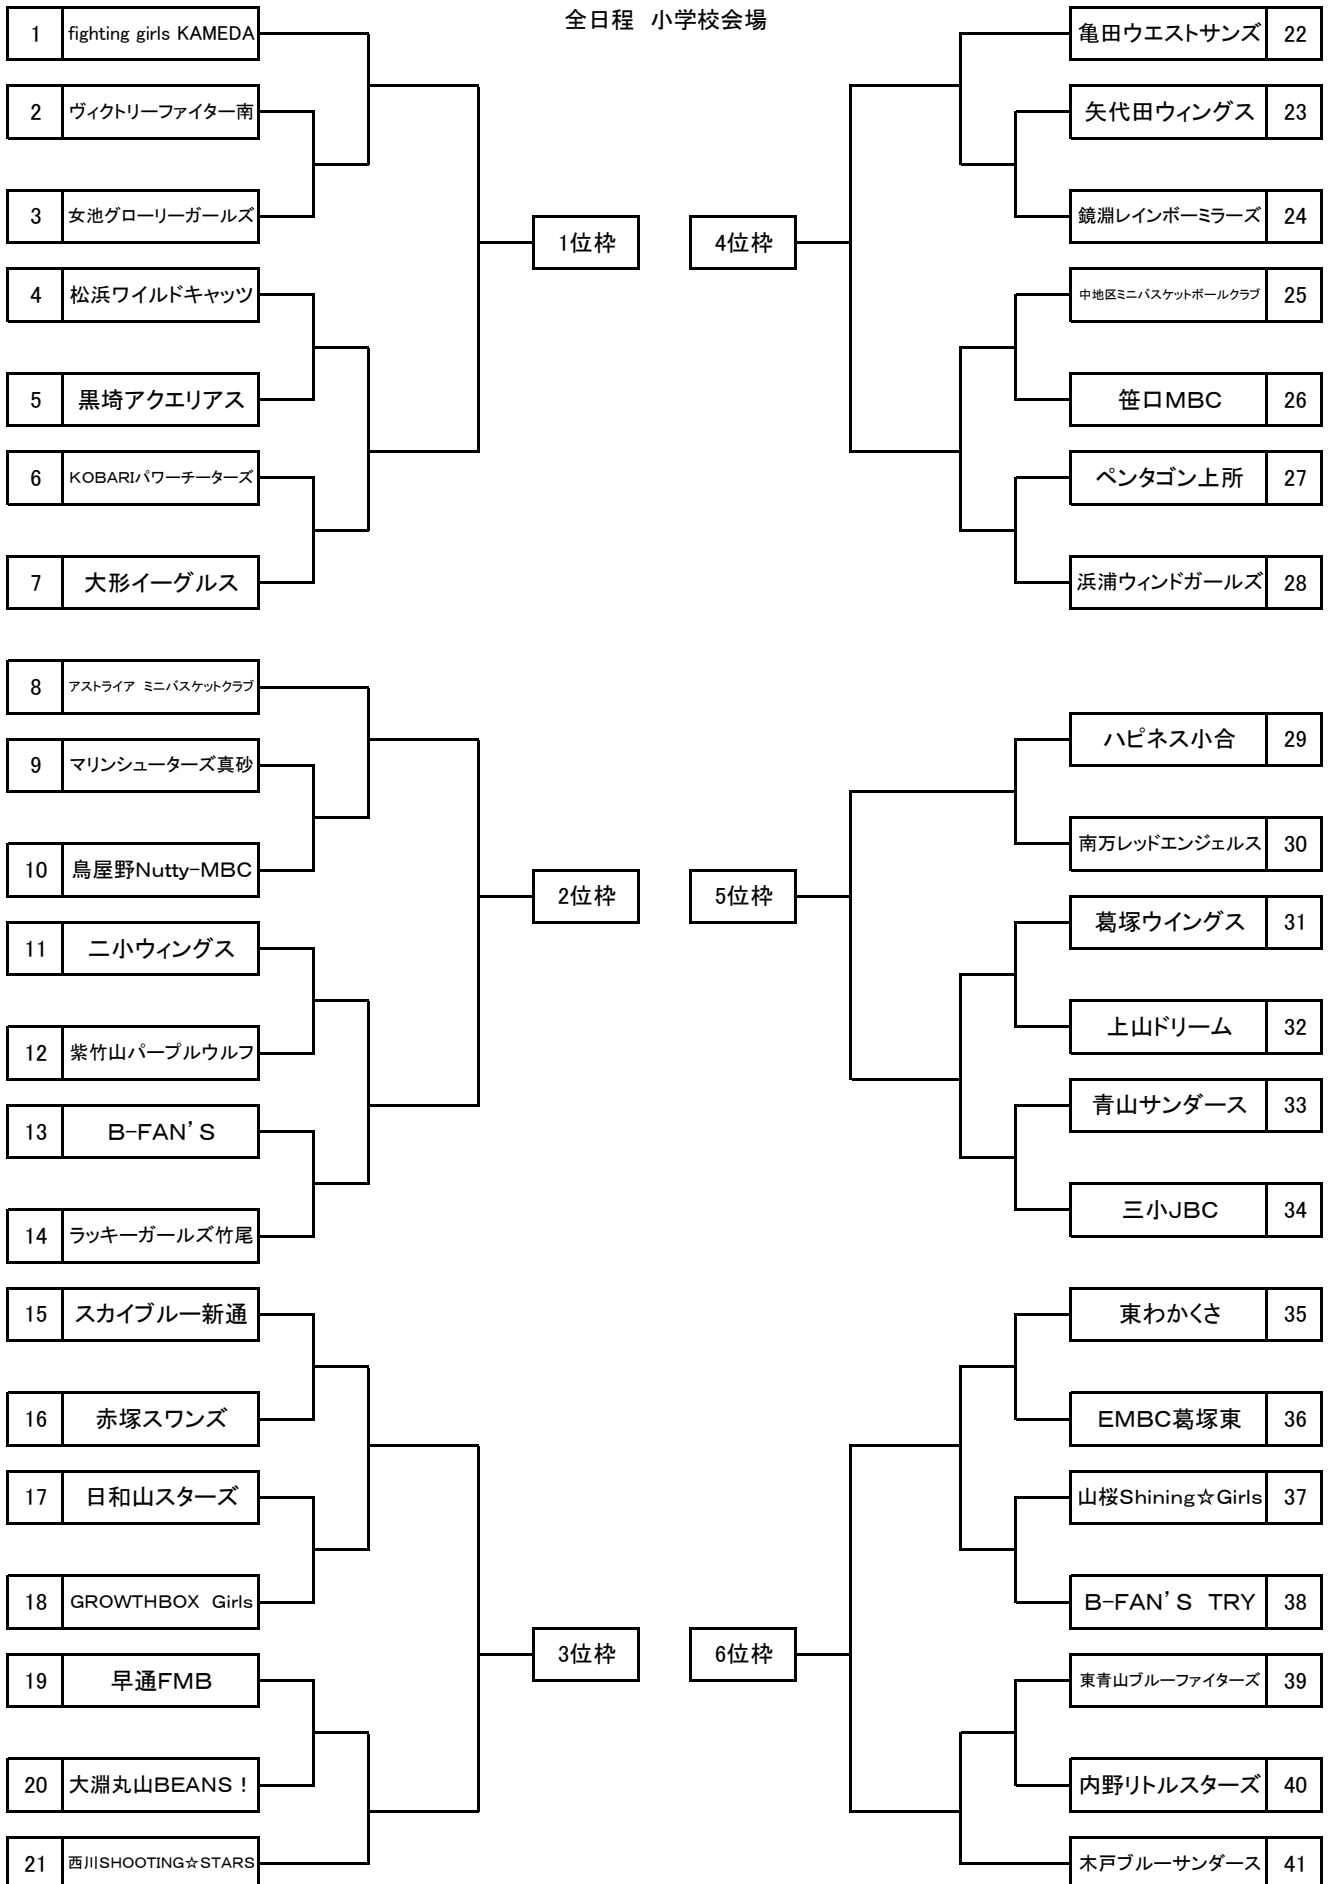 全日程 小学校会場
1 fighting girls KAMEDA
2 ヴィクトリーファイター南
3 女池グローリーガールズ
1位枠
4 松浜ワイルドキャッツ
5 黒埼アクエリアス
6 KOBARIパワーチーターズ
7 大形イーグルス
8 アストライア ミニバスケットクラブ
9 マリンシューターズ真砂
10 鳥屋野Nutty-MBC
2位枠
11 二小ウィングス
12 紫竹山パープルウルフ
13 B-FAN'S
14 ラッキーガールズ竹尾
15 スカイブルー新通
16 赤塚スワンズ
17 日和山スターズ
18 GROWTHBOX Girls
3位枠
19 早通FMB
20 大淵丸山BEANS!
21 西川SHOOTING☆STARS
亀田ウエストサンズ 22
矢代田ウィングス 23
鏡淵レインボーミラーズ 24
4位枠
中地区ミニバスケットボールクラブ 25
笹口MBC 26
ペンタゴン上所 27
浜浦ウィンドガールズ 28
ハピネス小合 29
南万レッドエンジェルス 30
5位枠
葛塚ウイングス 31
上山ドリーム 32
青山サンダース 33
三小JBC 34
東わかくさ 35
EMBC葛塚東 36
山桜Shining☆Girls 37
B-FAN'S TRY 38
6位枠
東青山ブルーファイターズ 39
内野リトルスターズ 40
木戸ブルーサンダース 41